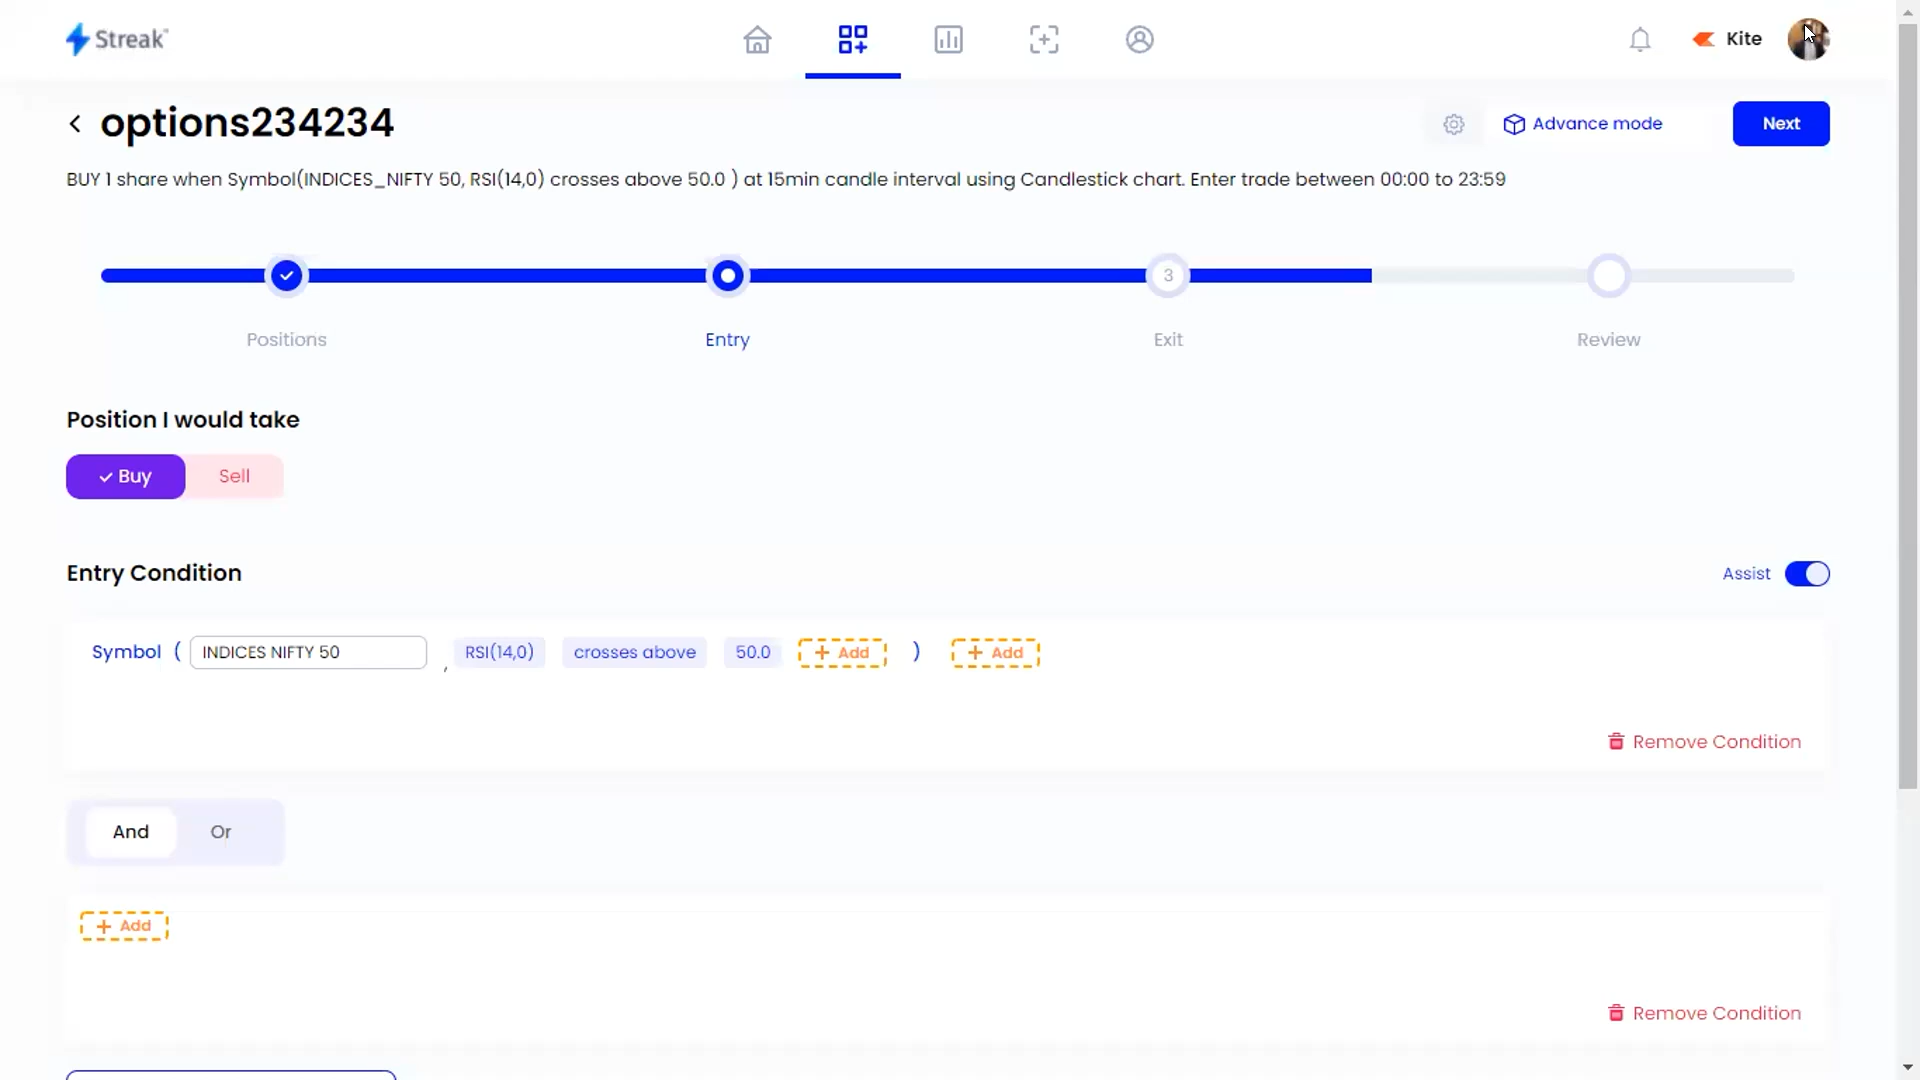 Streak
Kite
options234234
Advance mode
Next
BUY 1 share when Symbol(INDICES_NIFTY 50, RSI(14,0) crosses above 50.0 ) at 15min candle interval using Candlestick chart. Enter trade between 00:00 to 23:59
3
Positions
Entry
Exit
Review
Position I would take
Buy
Sell
Entry Condition
Assist
Symbol ( INDICES NIFTY 50 , RSI(14,0) crosses above 50.0 + Add ) + Add
Remove Condition
And
Or
+ Add
Remove Condition